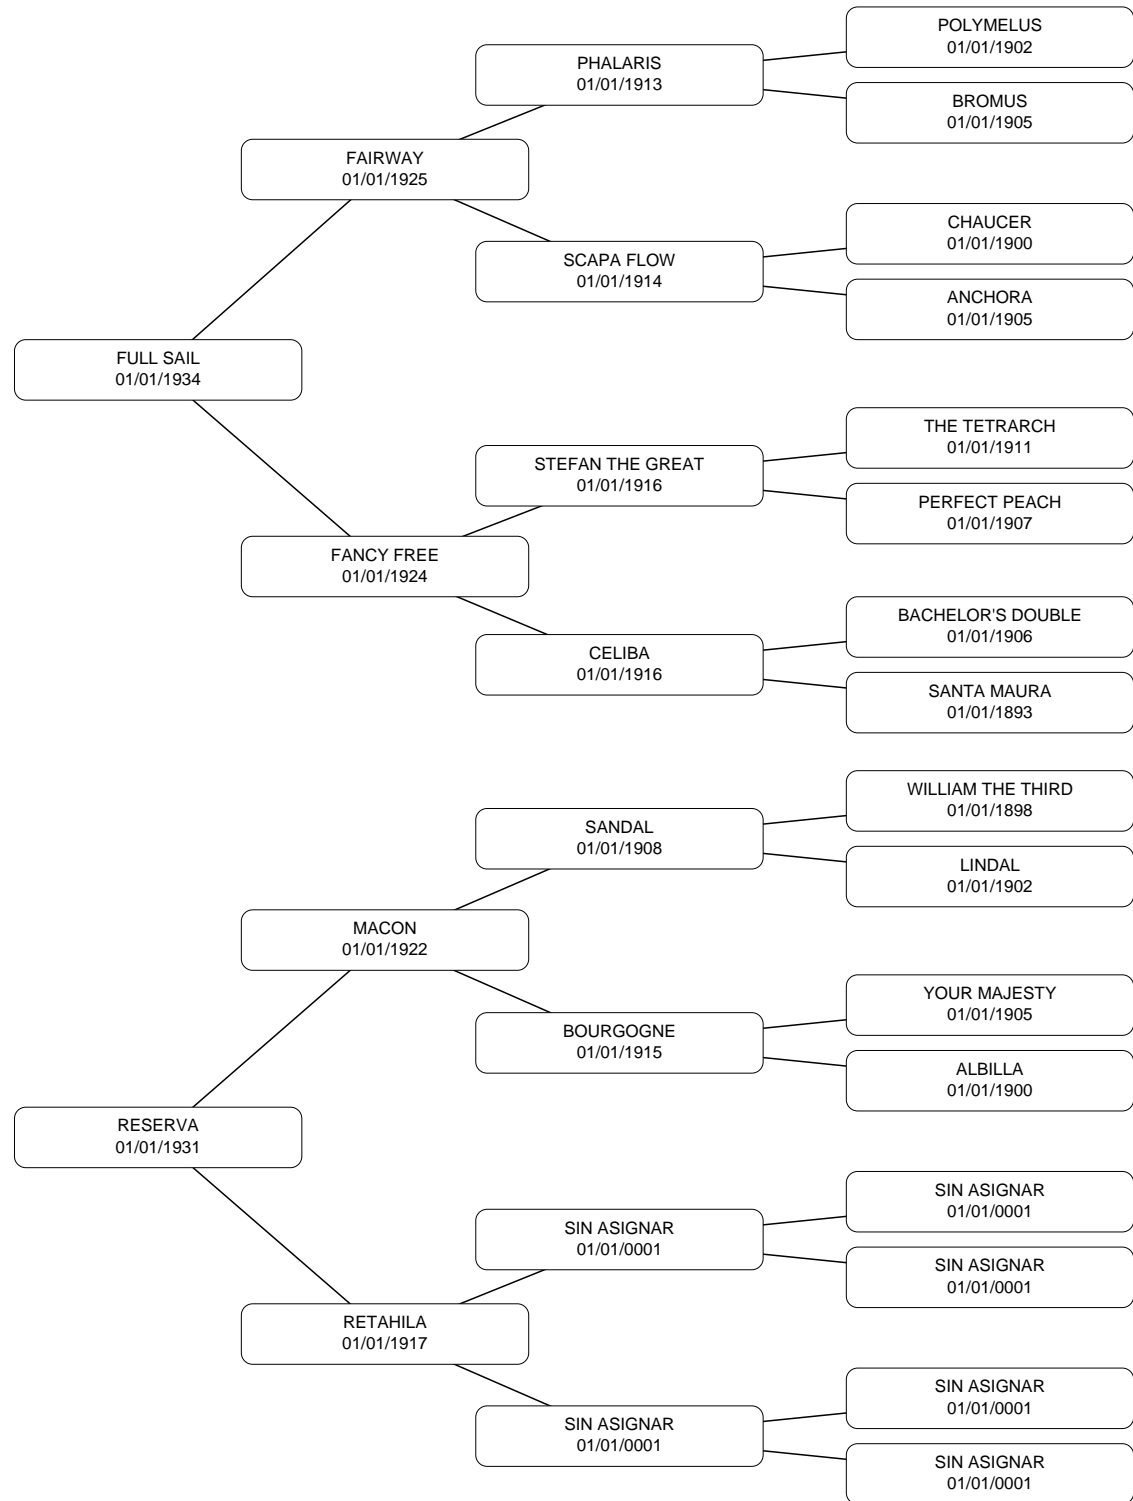 POLYMELUS
01/01/1902
PHALARIS
01/01/1913
BROMUS
01/01/1905
FAIRWAY
01/01/1925
CHAUCER
01/01/1900
SCAPA FLOW
01/01/1914
ANCHORA
01/01/1905
FULL SAIL
01/01/1934
THE TETRARCH
01/01/1911
STEFAN THE GREAT
01/01/1916
PERFECT PEACH
01/01/1907
FANCY FREE
01/01/1924
BACHELOR'S DOUBLE
01/01/1906
CELIBA
01/01/1916
SANTA MAURA
01/01/1893
WILLIAM THE THIRD
01/01/1898
SANDAL
01/01/1908
LINDAL
01/01/1902
MACON
01/01/1922
YOUR MAJESTY
01/01/1905
BOURGOGNE
01/01/1915
ALBILLA
01/01/1900
RESERVA
01/01/1931
SIN ASIGNAR
01/01/0001
SIN ASIGNAR
01/01/0001
SIN ASIGNAR
01/01/0001
RETAHILA
01/01/1917
SIN ASIGNAR
01/01/0001
SIN ASIGNAR
01/01/0001
SIN ASIGNAR
01/01/0001